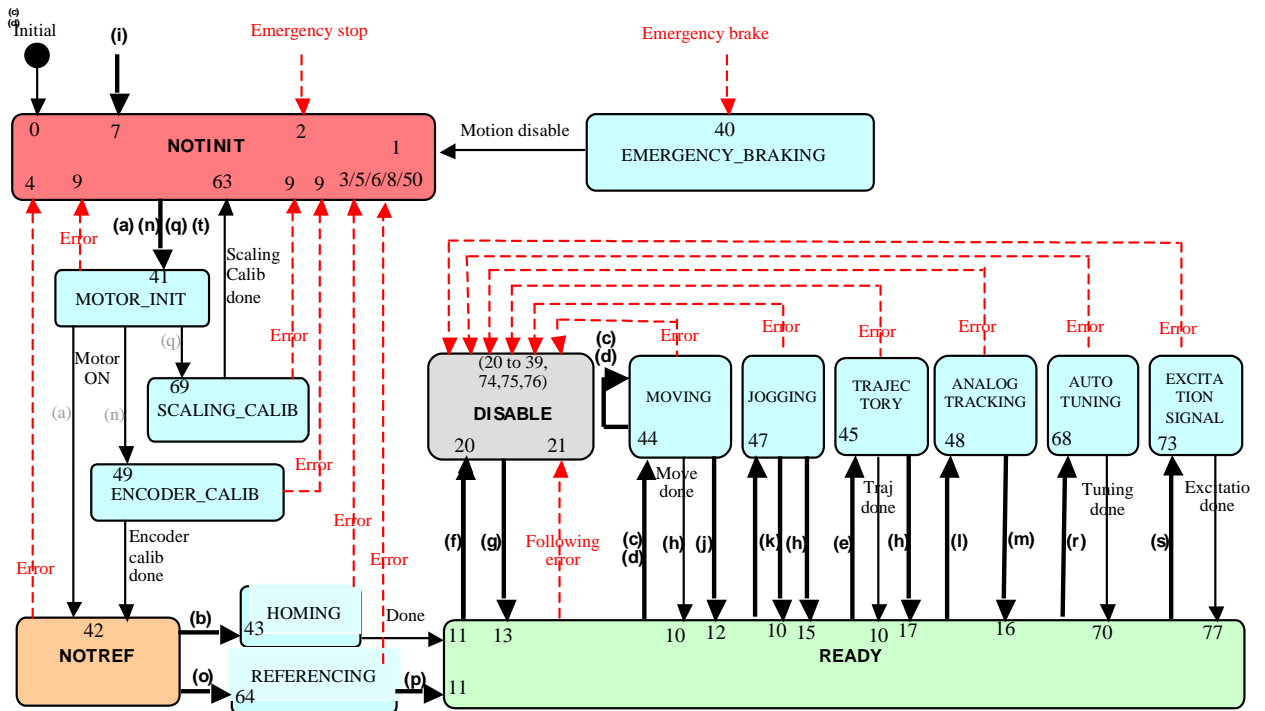 (c)
(d)
Initial
(i)
Emergency stop
Emergency brake
0
7
2
NOTINIT
1
4
9
63
9
9
3/5/6/8/50
Motion disable
40
EMERGENCY_BRAKING
Error
(a) (n) (q) (t)
Scaling
Calib
done
41
MOTOR_INIT
(q)
Motor
ON
(a)
(n)
69
SCALING_CALIB
Error
49
ENCODER_CALIB
Error
Encoder
calib
done
Error
Error
Error
42
NOTREF
(b)
43
HOMING
Done
(o)
64
REFERENCING
(p)
(20 to 39,
74,75,76)
DISABLE
20
21
(c)
(d)
Error
Error
Error
Error
Error
Error
MOVING
44
JOGGING
47
TRAJEC
TORY
45
ANALOG
TRACKING
48
AUTO
TUNING
68
EXCITA
TION
SIGNAL
73
Move
done
Traj
done
Tuning
done
Excitatio
done
(f)
(g)
Following
error
(c)
(d)
(h)
(j)
(k)
(h)
(e)
(h)
(l)
(m)
(r)
(s)
11
13
10
12
10
15
10
17
16
70
77
READY
11